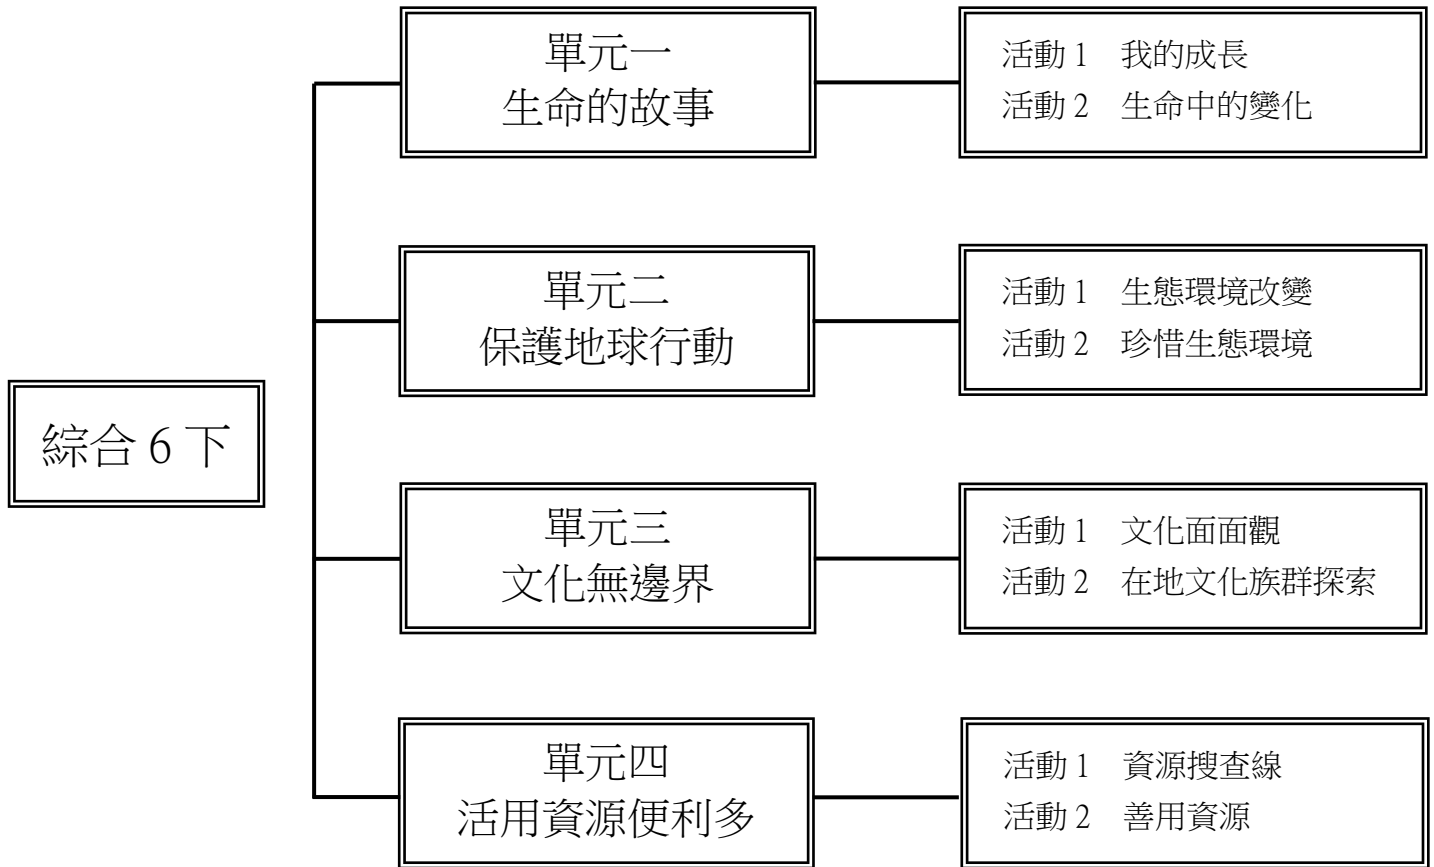 單元一
生命的故事
活動 1　我的成長
活動 2　生命中的變化
單元二
保護地球行動
活動 1　生態環境改變
活動 2　珍惜生態環境
綜合 6 下
單元三
文化無邊界
活動 1　文化面面觀
活動 2　在地文化族群探索
單元四
活用資源便利多
活動 1　資源搜查線
活動 2　善用資源